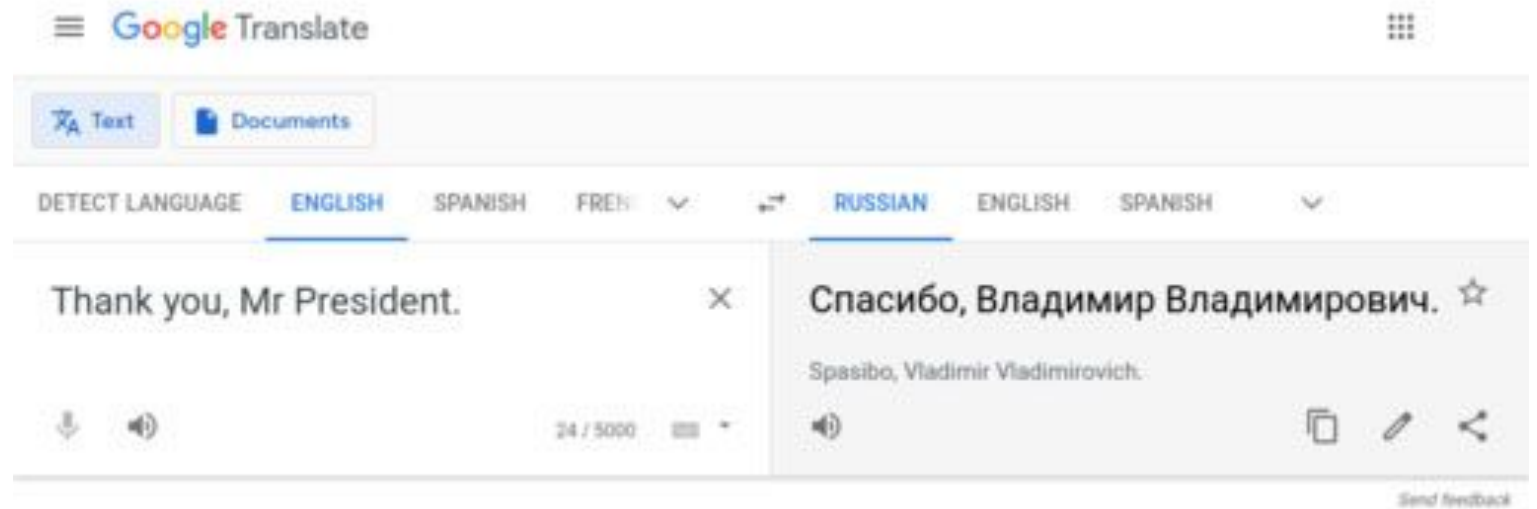 Google Translate
Text Documents
DETECT LANGUAGE ENGLISH SPANISH FREN RUSSIAN ENGLISH SPANISH
Thank you, Mr President.
Спасибо, Владимир Владимирович.
Spasibo, Vladimir Vladimirovich.
24 / 5000
Send feedback